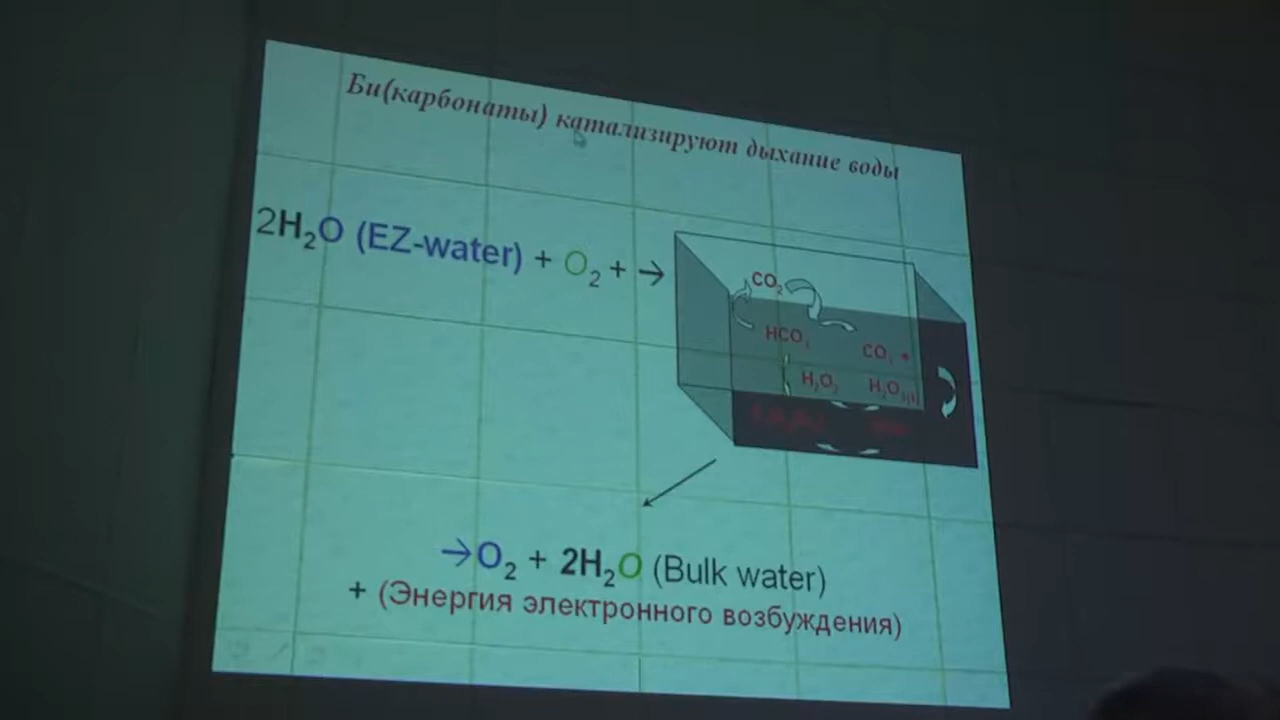 Би(карбонаты) катализируют дыхание воды
2H₂O (EZ-water) + O₂ + →
CO₂
HCO₃
CO₃ •
H₂O₂ H₂O
→O₂ + 2H₂O (Bulk water)
+ (Энергия электронного возбуждения)